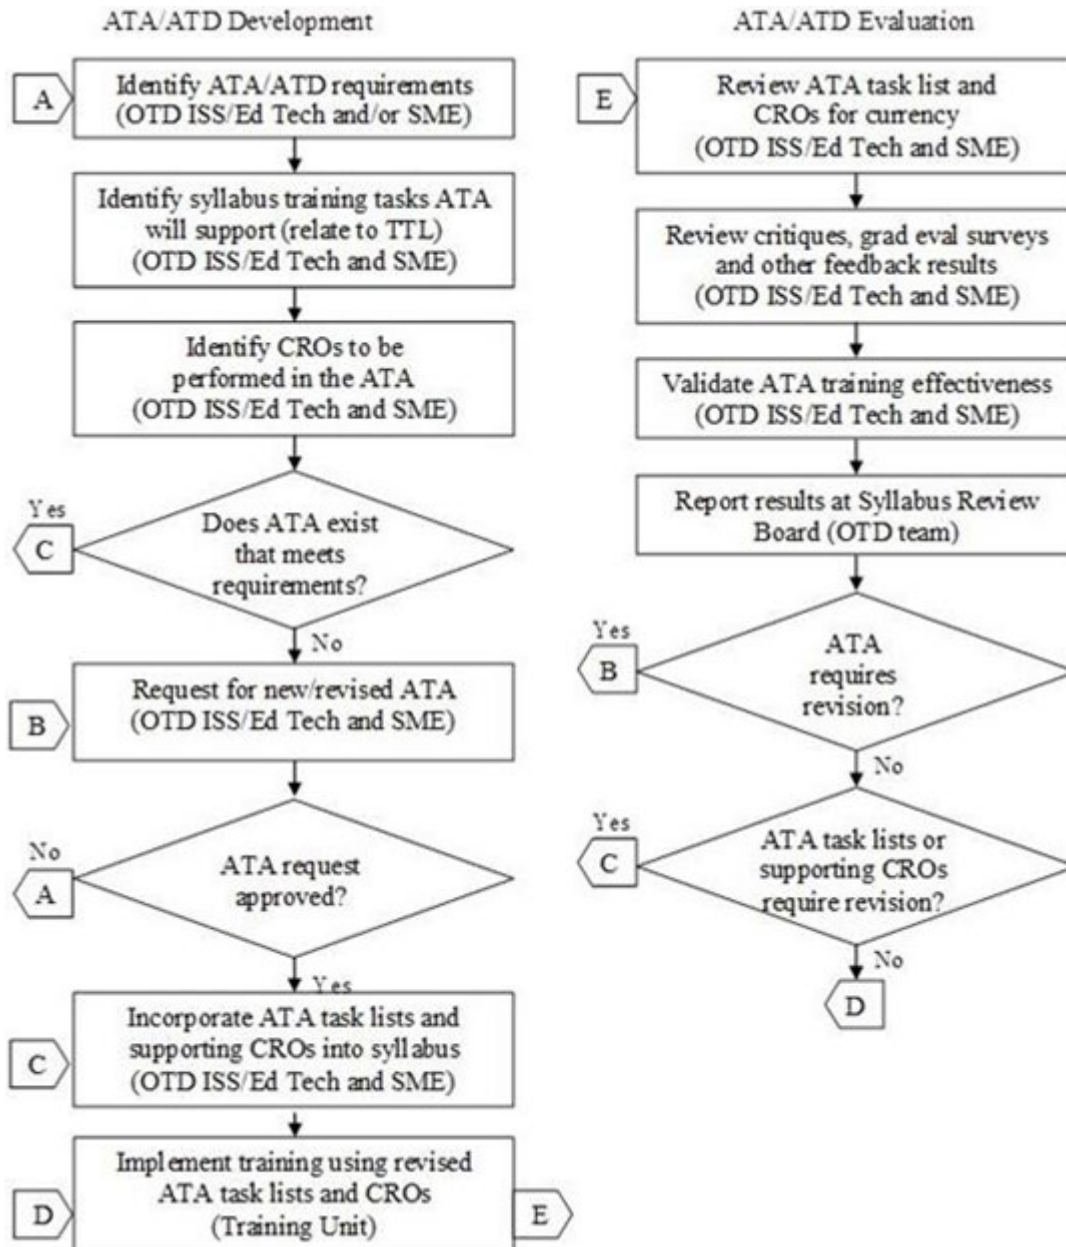 ATA/ATD Development
A
Identify ATA/ATD requirements
(OTD ISS/Ed Tech and/or SME)
Identify syllabus training tasks ATA
will support (relate to TTL)
(OTD ISS/Ed Tech and SME)
Identify CROs to be
performed in the ATA
(OTD ISS/Ed Tech and SME)
Yes
C
Does ATA exist
that meets
requirements?
No
B
Request for new/revised ATA
(OTD ISS/Ed Tech and SME)
No
A
ATA request
approved?
Yes
C
Incorporate ATA task lists and
supporting CROs into syllabus
(OTD ISS/Ed Tech and SME)
D
Implement training using revised
ATA task lists and CROs
(Training Unit)
E
ATA/ATD Evaluation
E
Review ATA task list and
CROs for currency
(OTD ISS/Ed Tech and SME)
Review critiques, grad eval surveys
and other feedback results
(OTD ISS/Ed Tech and SME)
Validate ATA training effectiveness
(OTD ISS/Ed Tech and SME)
Report results at Syllabus Review
Board (OTD team)
Yes
B
ATA
requires
revision?
No
Yes
C
ATA task lists or
supporting CROs
require revision?
No
D